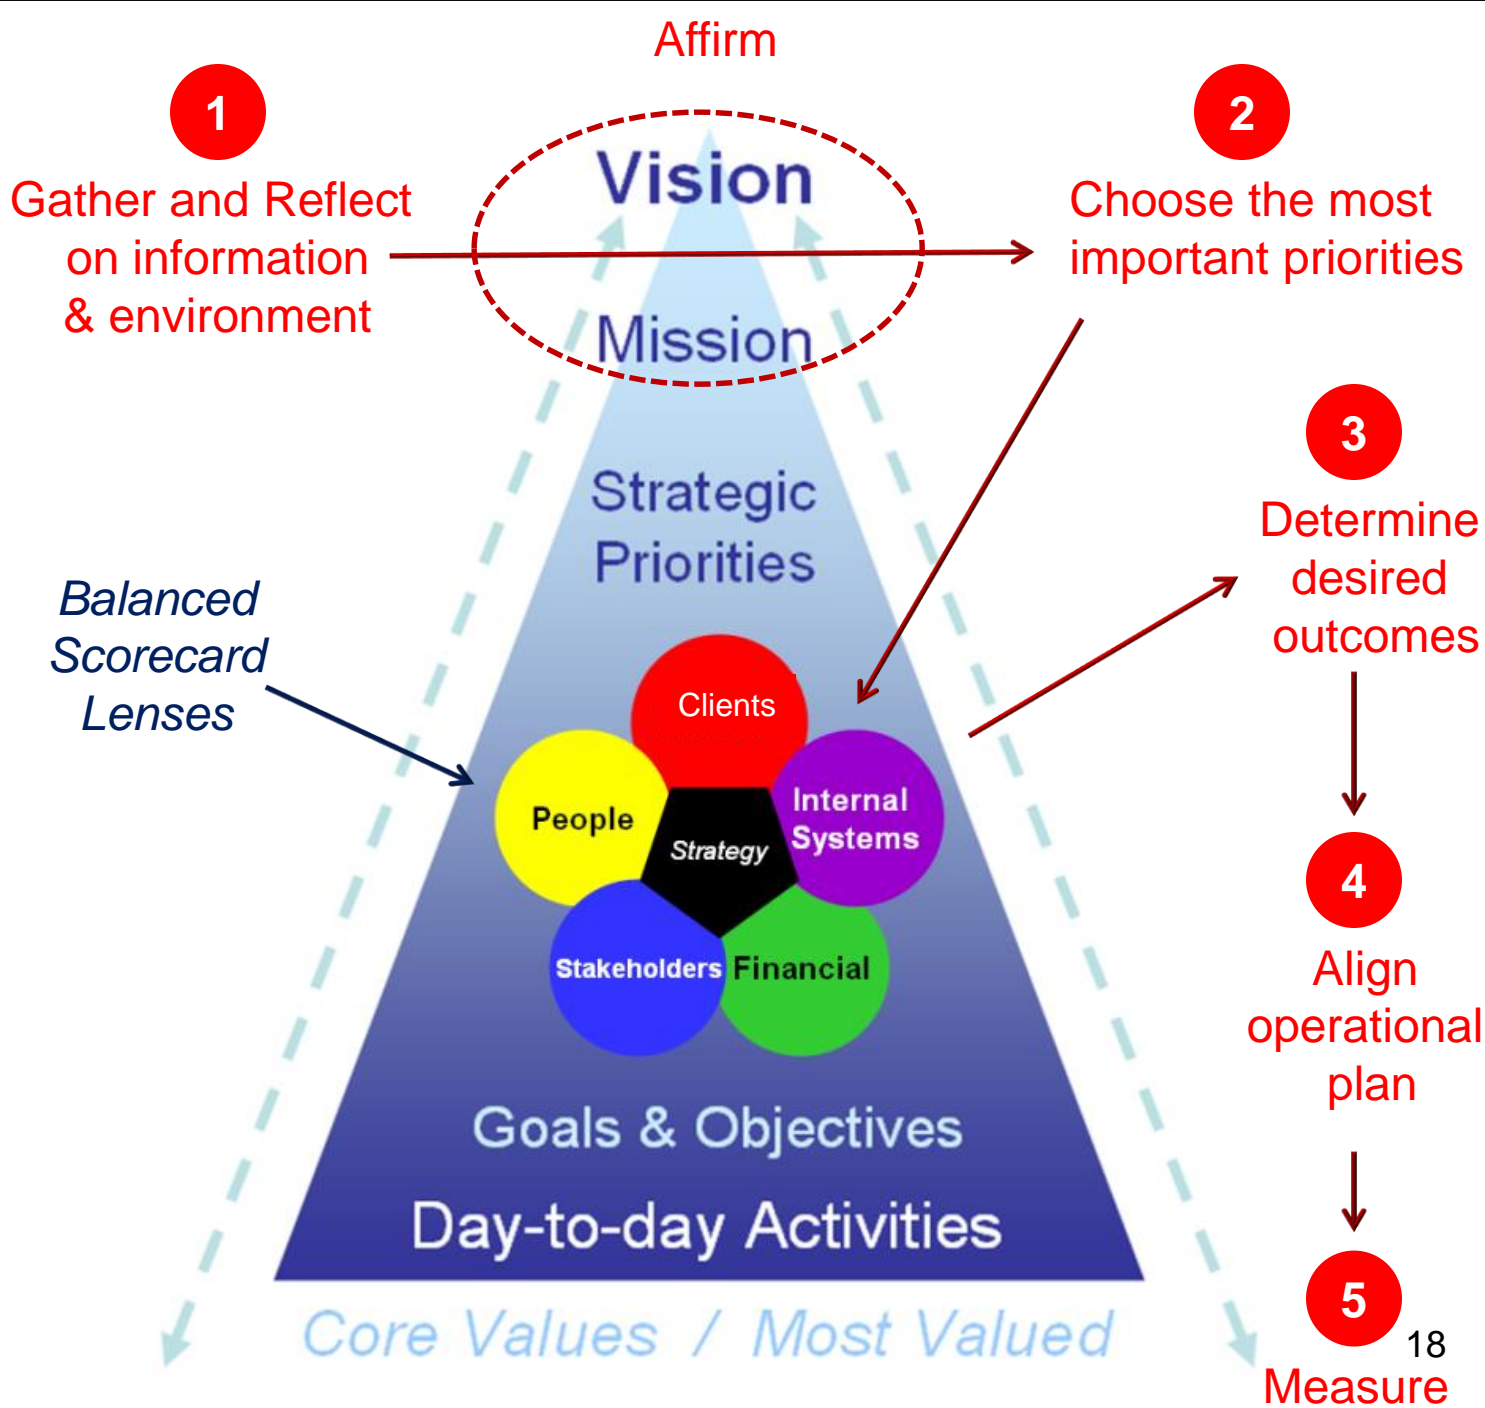 Affirm
1
Gather and Reflect
on information
& environment
2
Choose the most
important priorities
Vision
Mission
3
Determine
desired
outcomes
Strategic
Priorities
Balanced
Scorecard
Lenses
Clients
People
Internal
Systems
Strategy
Stakeholders
Financial
4
Align
operational
plan
Goals & Objectives
Day-to-day Activities
Core Values / Most Valued
5
18
Measure